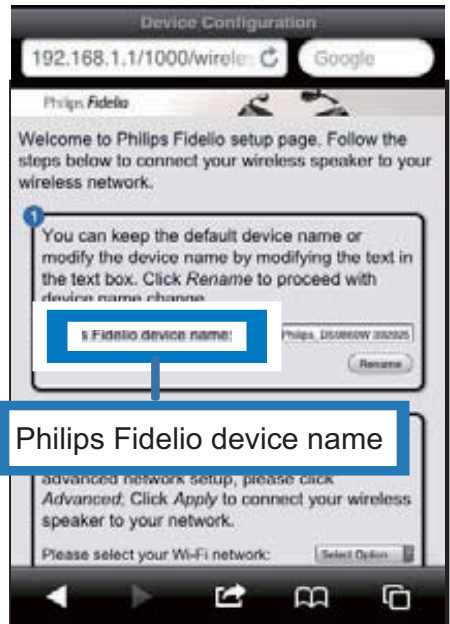 Device Configuration
192.168.1.1/1000/wireles
Google
Philips Fidelio
Welcome to Philips Fidelio setup page. Follow the
steps below to connect your wireless speaker to your
wireless network.
1
You can keep the default device name or
modify the device name by modifying the text in
the text box. Click Rename to proceed with
device name change
s Fidelio device name:
Rename
Philips Fidelio device name
advanced network setup, please click
Advanced; Click Apply to connect your wireless
speaker to your network.
Please select your Wi-Fi network:
Select Option